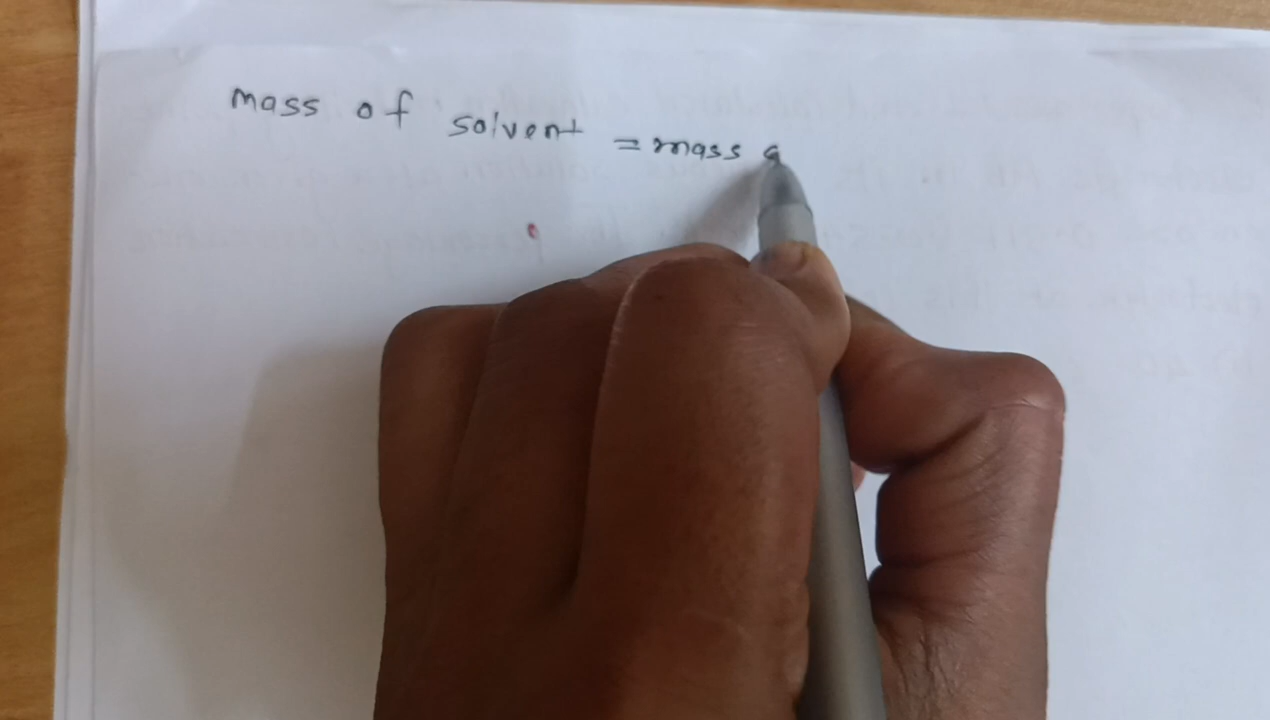 mass of solvent = mass